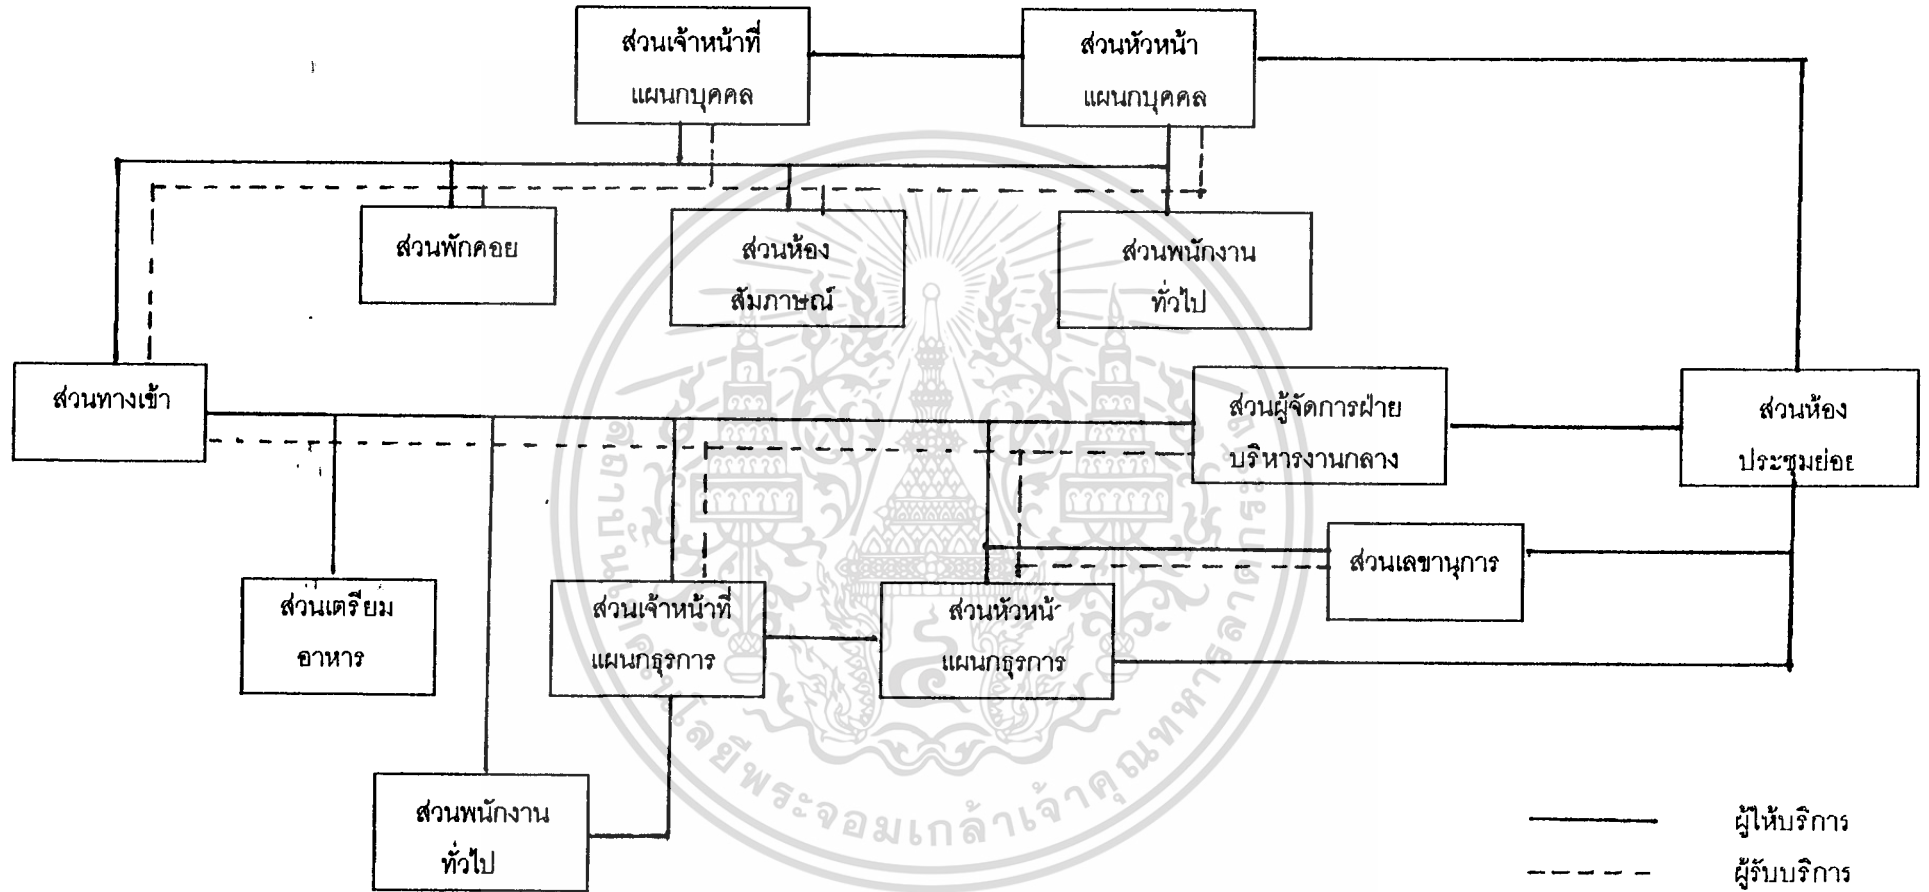 ส่วนเจ้าหน้าที่
แผนกบุคคล
ส่วนหัวหน้า
แผนกบุคคล
ส่วนพักคอย
ส่วนห้อง
สัมภาษณ์
ส่วนพนักงาน
ทั่วไป
ส่วนทางเข้า
ส่วนผู้จัดการฝ่าย
บริหารงานกลาง
ส่วนห้อง
ประชุมย่อย
ส่วนเลขานุการ
ส่วนเตรียม
อาหาร
ส่วนเจ้าหน้าที่
แผนกธุรการ
ส่วนหัวหน้า
แผนกธุรการ
ส่วนพนักงาน
ทั่วไป
ผู้ให้บริการ
ผู้รับบริการ